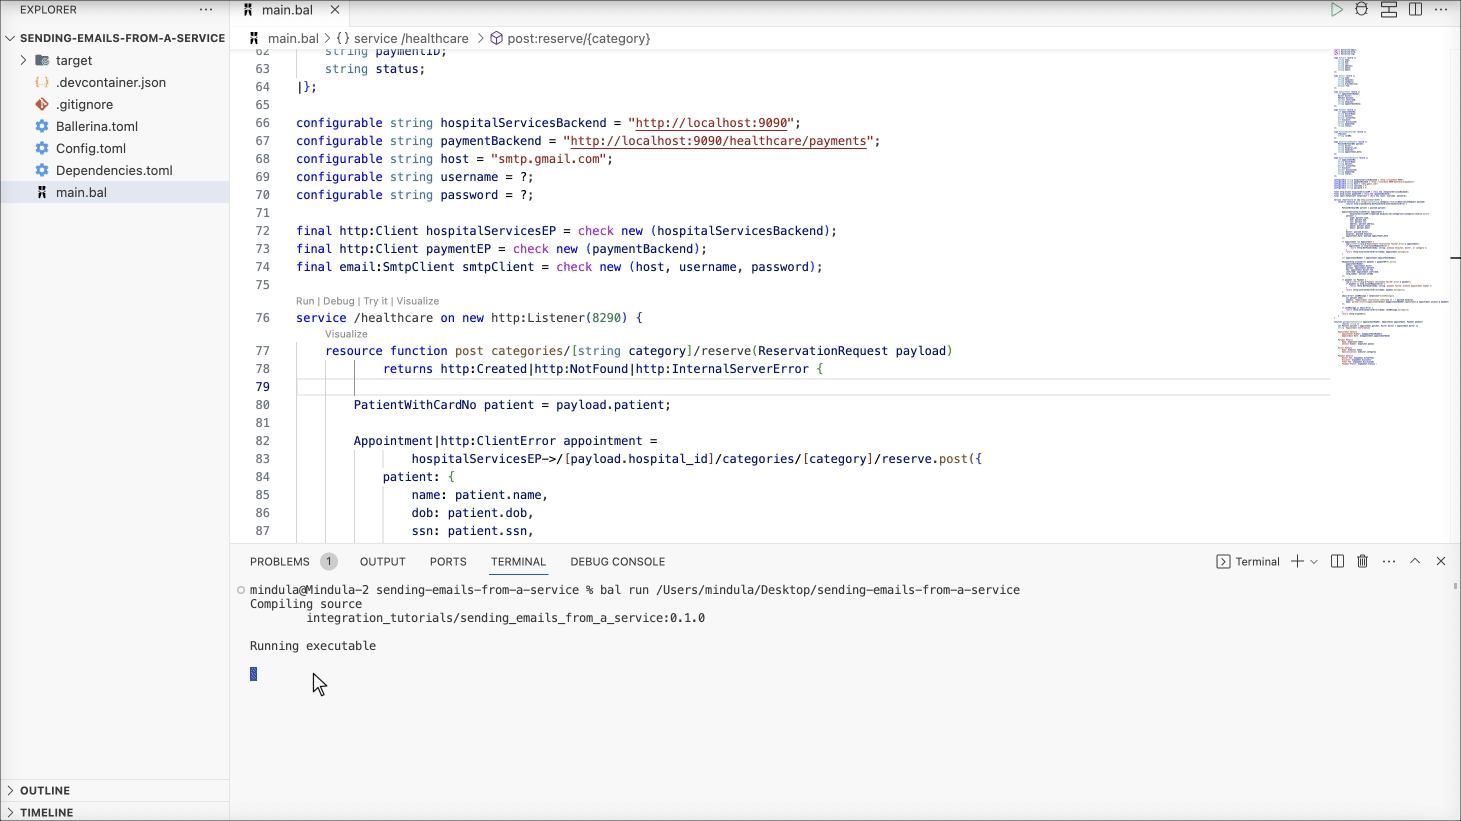 EXPLORER
SENDING-EMAILS-FROM-A-SERVICE
target
.devcontainer.json
.gitignore
Ballerina.toml
Config.toml
Dependencies.toml
main.bal
OUTLINE
TIMELINE
main.bal
main.bal > {} service /healthcare > post:reserve/{category}
62 string paymentID;
63 string status;
64 |};
65
66 configurable string hospitalServicesBackend = "http://localhost:9090";
67 configurable string paymentBackend = "http://localhost:9090/healthcare/payments";
68 configurable string host = "smtp.gmail.com";
69 configurable string username = ?;
70 configurable string password = ?;
71
72 final http:Client hospitalServicesEP = check new (hospitalServicesBackend);
73 final http:Client paymentEP = check new (paymentBackend);
74 final email:SmtpClient smtpClient = check new (host, username, password);
75
Run | Debug | Try it | Visualize
76 service /healthcare on new http:Listener(8290) {
Visualize
77 resource function post categories/[string category]/reserve(ReservationRequest payload)
78 returns http:Created|http:NotFound|http:InternalServerError {
79
80 PatientWithCardNo patient = payload.patient;
81
82 Appointment|http:ClientError appointment =
83 hospitalServicesEP->/[payload.hospital_id]/categories/[category]/reserve.post({
84 patient: {
85 name: patient.name,
86 dob: patient.dob,
87 ssn: patient.ssn,
PROBLEMS 1 OUTPUT PORTS TERMINAL DEBUG CONSOLE Terminal
mindula@Mindula-2 sending-emails-from-a-service % bal run /Users/mindula/Desktop/sending-emails-from-a-service
Compiling source
integration_tutorials/sending_emails_from_a_service:0.1.0
Running executable